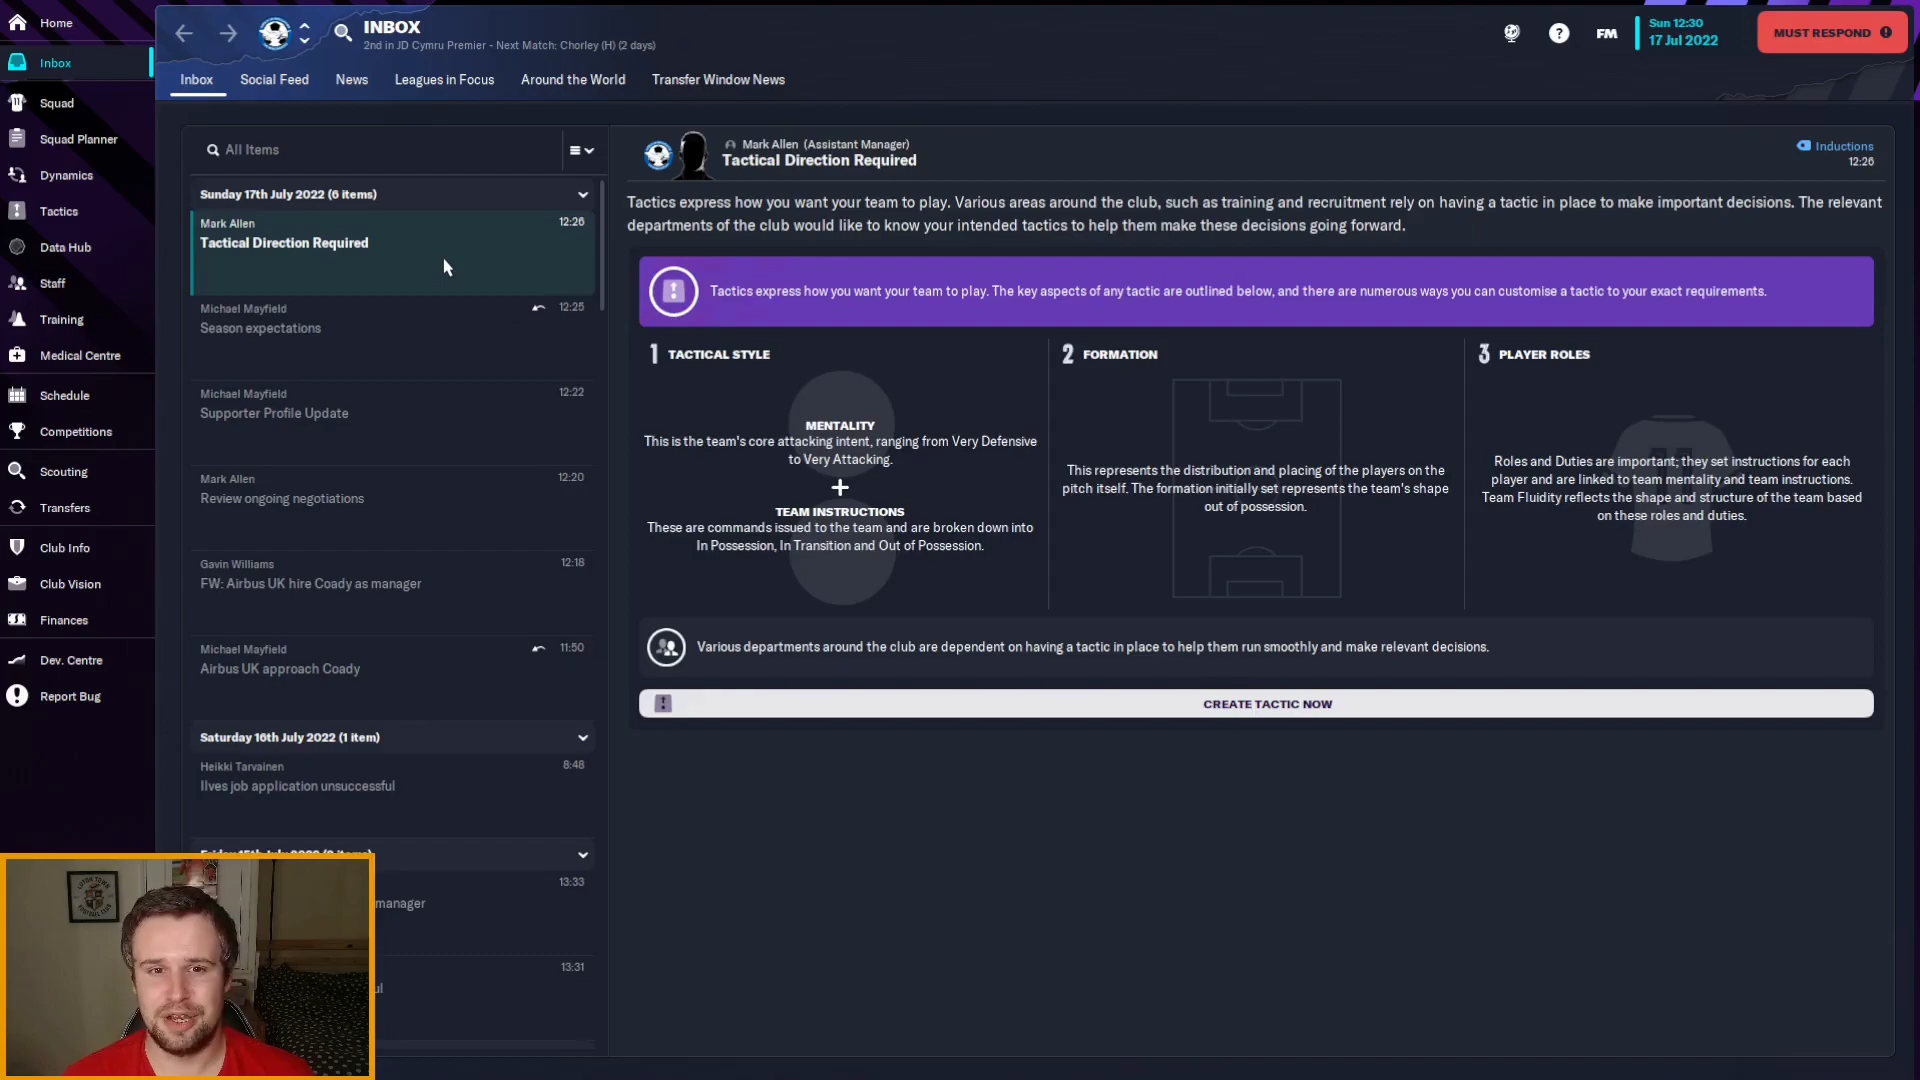 Home
Inbox
Squad
Squad Planner
Dynamics
Tactics
Data Hub
Staff
Training
Medical Centre
Schedule
Competitions
Scouting
Transfers
Club Info
Club Vision
Finances
Dev. Centre
Report Bug
INBOX
2nd in JD Cymru Premier - Next Match: Chorley (H) (2 days)
FM
Sun 12:30
17 Jul 2022
MUST RESPOND
Inbox Social Feed News Leagues in Focus Around the World Transfer Window News
All Items
Sunday 17th July 2022 (6 items)
Mark Allen 12:26
Tactical Direction Required
Michael Mayfield 12:25
Season expectations
Michael Mayfield 12:22
Supporter Profile Update
Mark Allen 12:20
Review ongoing negotiations
Gavin Williams 12:18
FW: Airbus UK hire Coady as manager
Michael Mayfield 11:50
Airbus UK approach Coady
Saturday 16th July 2022 (1 item)
Heikki Tarvainen 8:48
Ilves job application unsuccessful
13:33
manager
13:31
LUTON TOWN
FOOTBALL CLUB
Mark Allen (Assistant Manager)
Tactical Direction Required
Inductions
12:26
Tactics express how you want your team to play. Various areas around the club, such as training and recruitment rely on having a tactic in place to make important decisions. The relevant
departments of the club would like to know your intended tactics to help them make these decisions going forward.
Tactics express how you want your team to play. The key aspects of any tactic are outlined below, and there are numerous ways you can customise a tactic to your exact requirements.
1 TACTICAL STYLE
MENTALITY
This is the team's core attacking intent, ranging from Very Defensive
to Very Attacking.
+
TEAM INSTRUCTIONS
These are commands issued to the team and are broken down into
In Possession, In Transition and Out of Possession.
2 FORMATION
This represents the distribution and placing of the players on the
pitch itself. The formation initially set represents the team's shape
out of possession.
3 PLAYER ROLES
Roles and Duties are important; they set instructions for each
player and are linked to team mentality and team instructions.
Team Fluidity reflects the shape and structure of the team based
on these roles and duties.
Various departments around the club are dependent on having a tactic in place to help them run smoothly and make relevant decisions.
CREATE TACTIC NOW